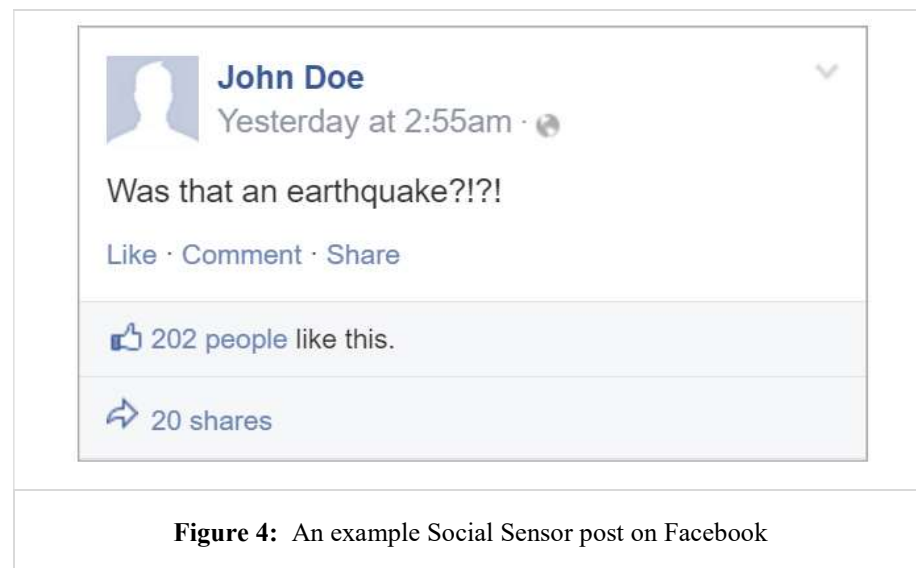 John Doe
Yesterday at 2:55am ·
Was that an earthquake?!?!
Like · Comment · Share
202 people like this.
20 shares
Figure 4: An example Social Sensor post on Facebook